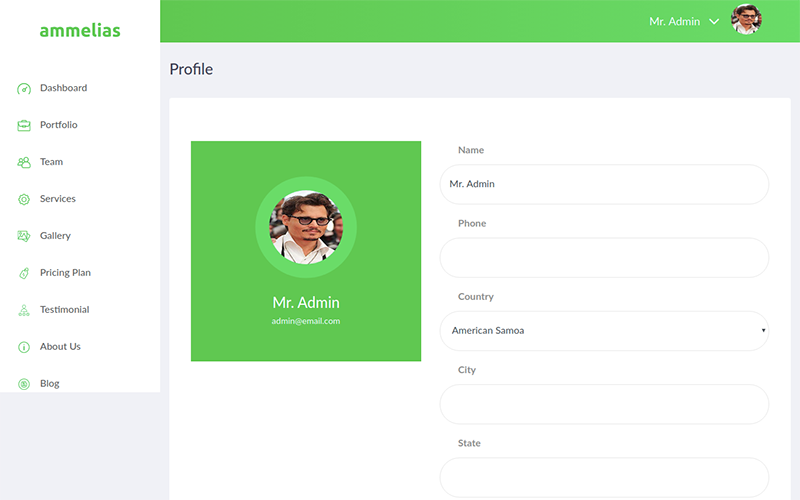 ammelias
Mr. Admin
Dashboard
Portfolio
Team
Services
Gallery
Pricing Plan
Testimonial
About Us
Blog
Profile
Mr. Admin
admin@email.com
Name
Mr. Admin
Phone
Country
American Samoa
City
State